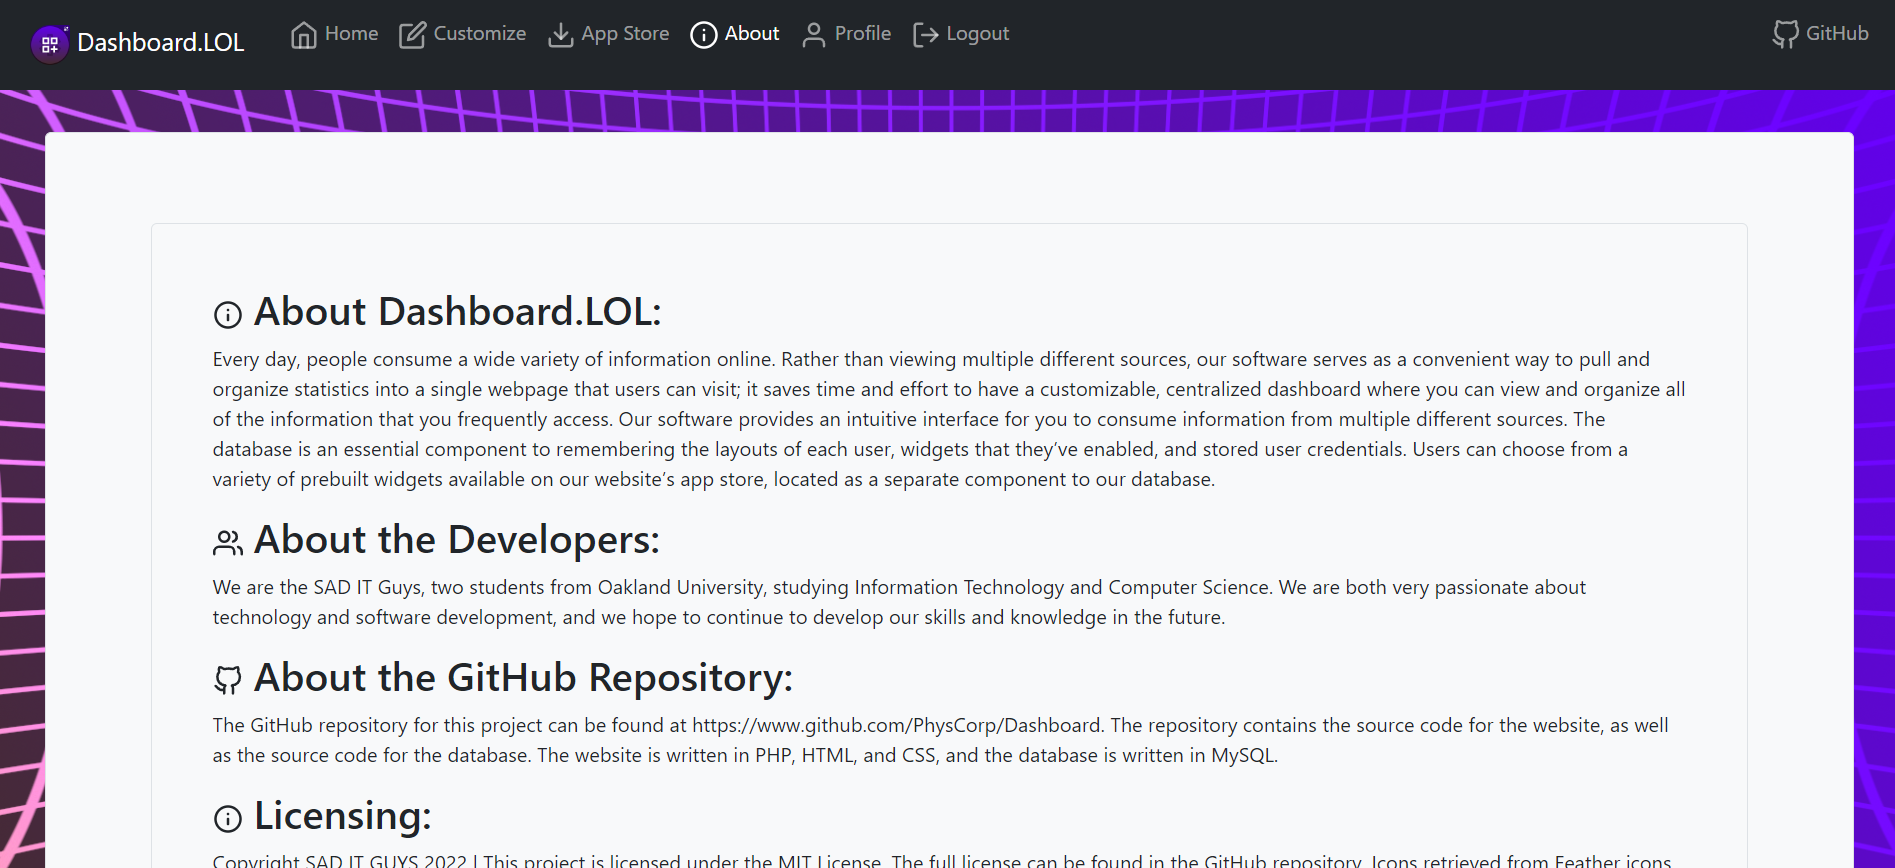 Dashboard.LOL Home Customize App Store About Profile Logout GitHub
About Dashboard.LOL:
Every day, people consume a wide variety of information online. Rather than viewing multiple different sources, our software serves as a convenient way to pull and
organize statistics into a single webpage that users can visit; it saves time and effort to have a customizable, centralized dashboard where you can view and organize all
of the information that you frequently access. Our software provides an intuitive interface for you to consume information from multiple different sources. The
database is an essential component to remembering the layouts of each user, widgets that they’ve enabled, and stored user credentials. Users can choose from a
variety of prebuilt widgets available on our website’s app store, located as a separate component to our database.
About the Developers:
We are the SAD IT Guys, two students from Oakland University, studying Information Technology and Computer Science. We are both very passionate about
technology and software development, and we hope to continue to develop our skills and knowledge in the future.
About the GitHub Repository:
The GitHub repository for this project can be found at https://www.github.com/PhysCorp/Dashboard. The repository contains the source code for the website, as well
as the source code for the database. The website is written in PHP, HTML, and CSS, and the database is written in MySQL.
Licensing:
Copyright SAD IT GUYS 2022 | This project is licensed under the MIT License. The full license can be found in the GitHub repository. Icons retrieved from Feather icons